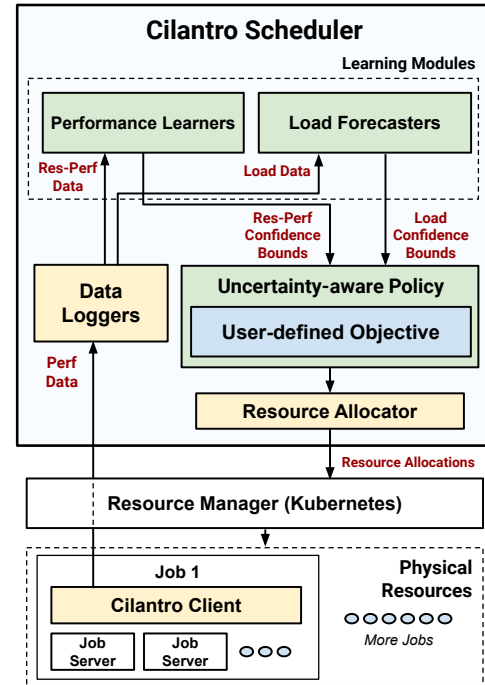 Cilantro Scheduler
Learning Modules
Performance Learners
Load Forecasters
Res-Perf
Data
Load Data
Res-Perf
Confidence
Bounds
Load
Confidence
Bounds
Data
Loggers
Uncertainty-aware Policy
User-defined Objective
Perf
Data
Resource Allocator
Resource Allocations
Resource Manager (Kubernetes)
Job 1
Cilantro Client
Job
Server
Job
Server
Physical
Resources
More Jobs